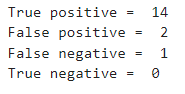 True positive =  14
False positive =  2
False negative =  1
True negative =  0